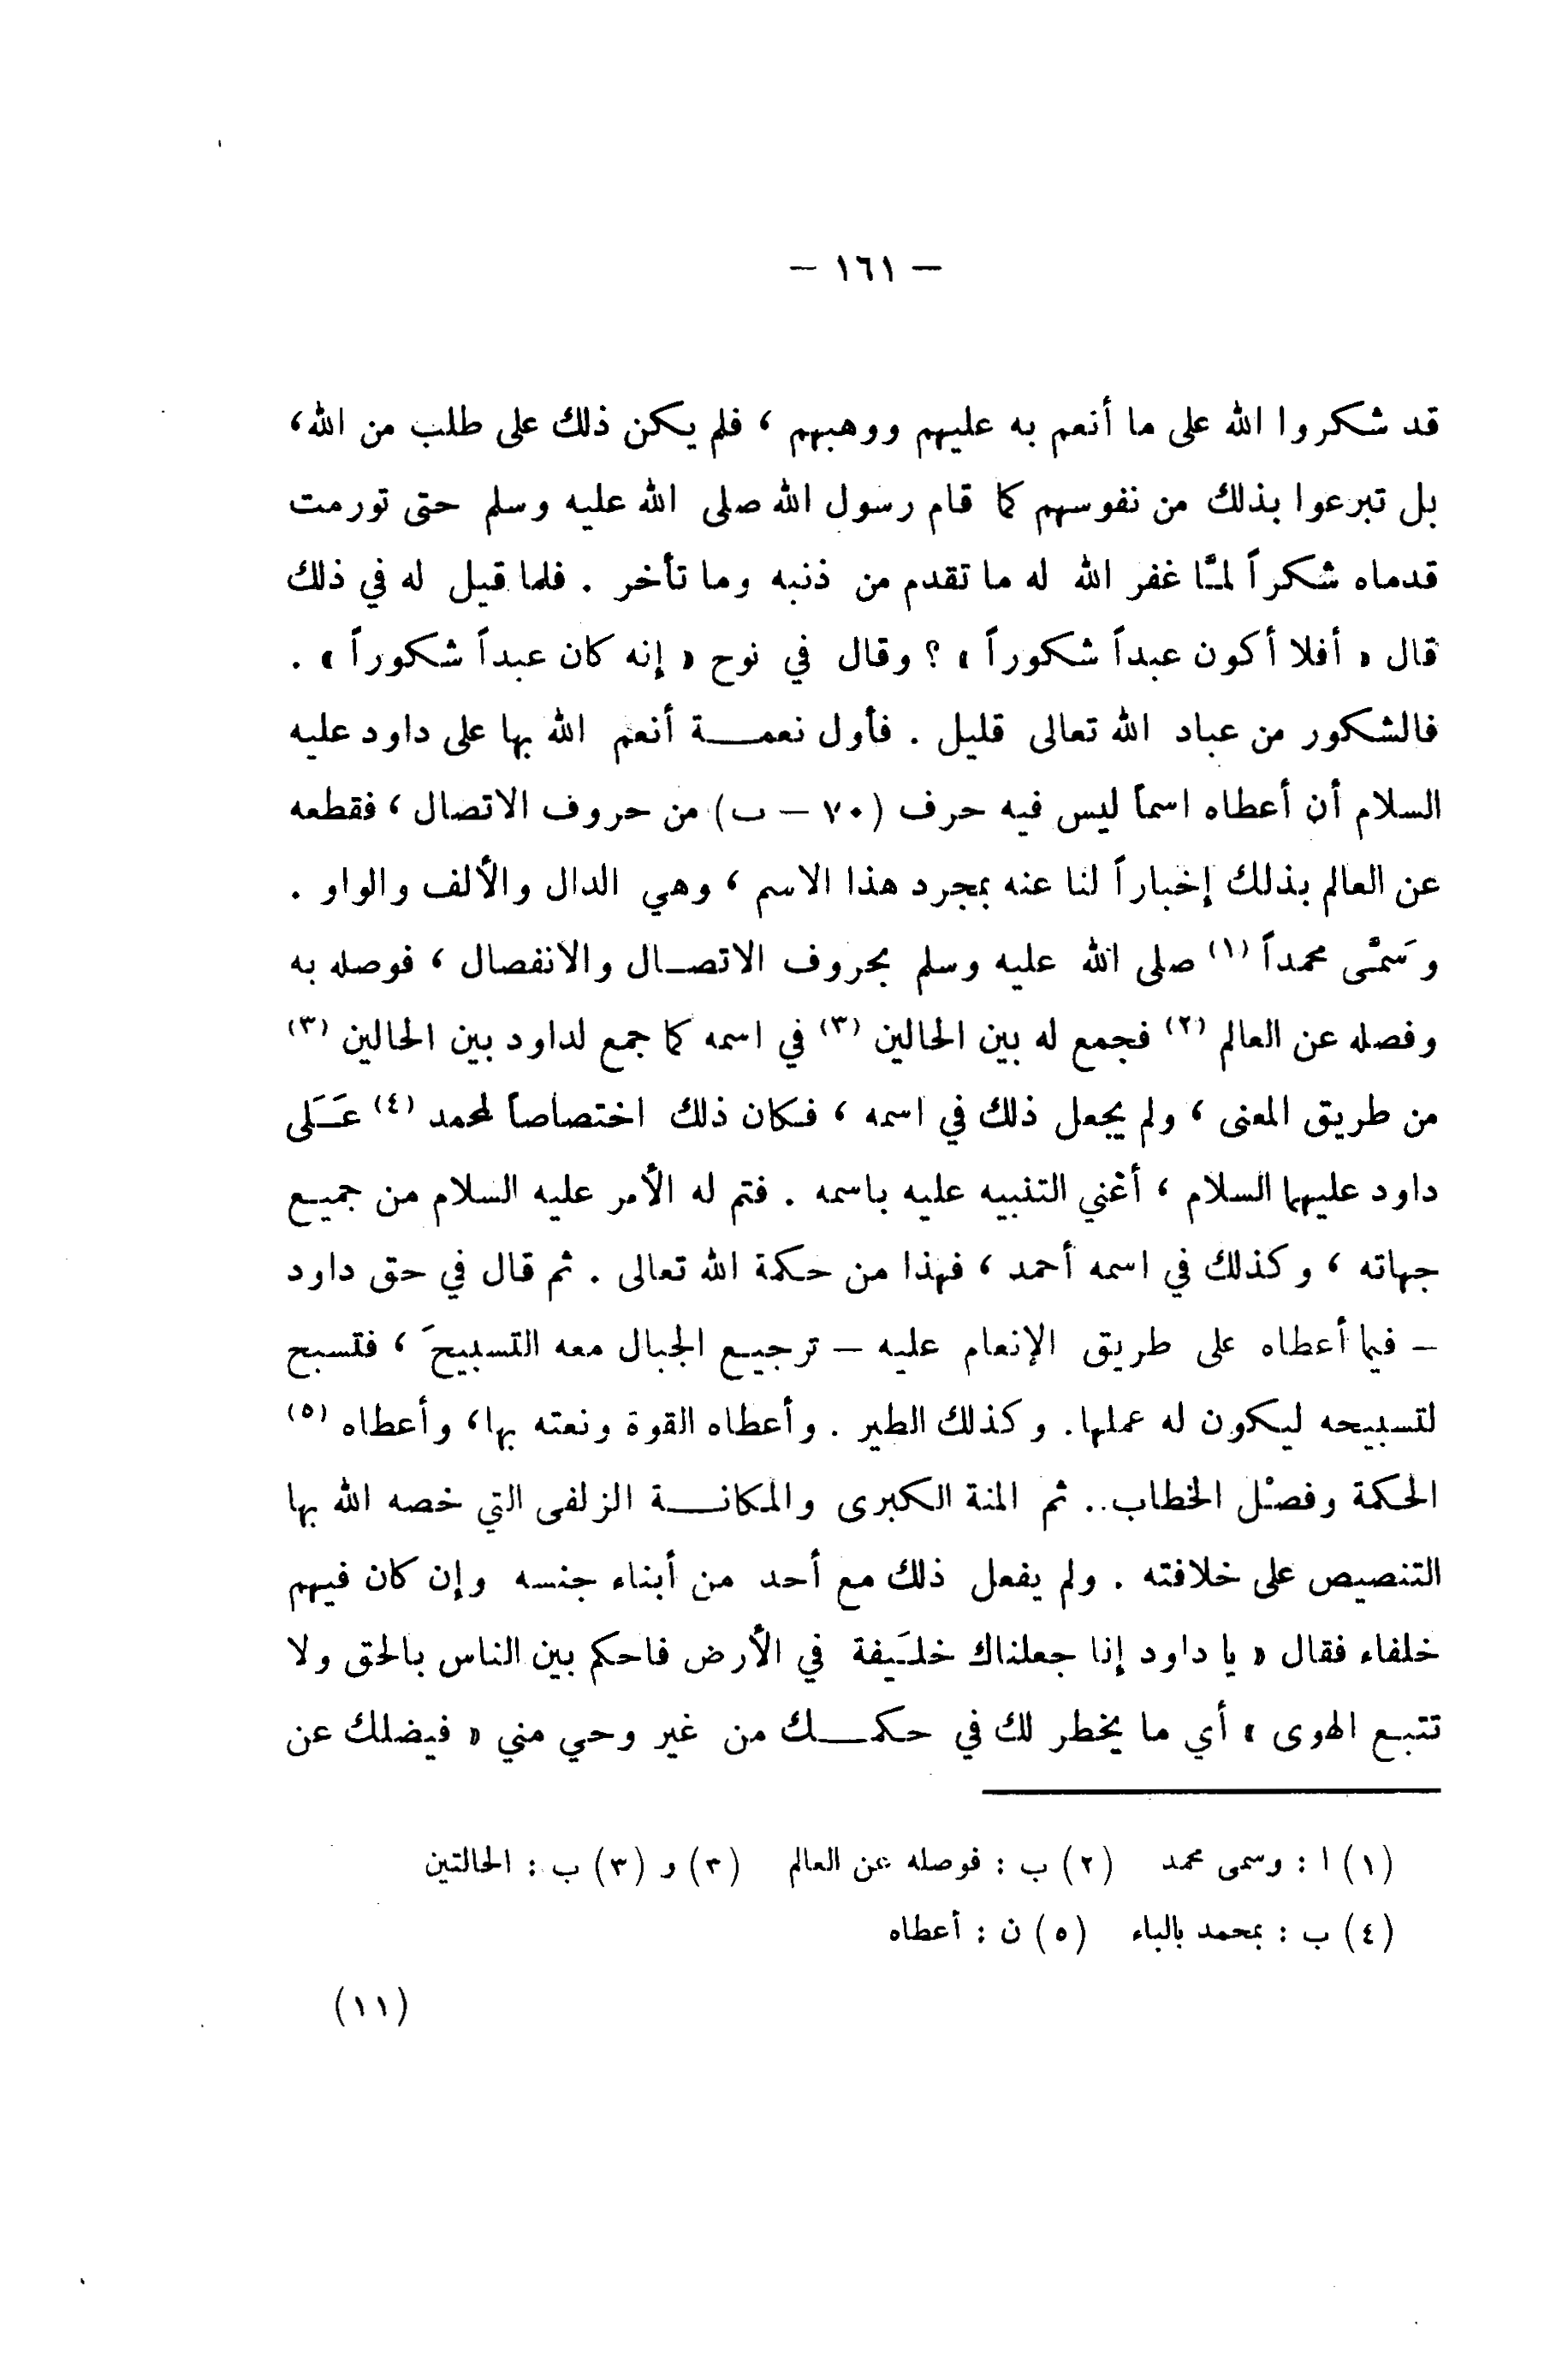 — ١٦١ —
قد شكروا الله على ما أنعم به عليهم ووهبهم ، فلم يكن ذلك على طلب من الله،
بل تبرعوا بذلك من نفوسهم كما قام رسول الله صلى الله عليه وسلم حتى تورمت
قدماه شكراً لمـَّا غفر الله له ما تقدم من ذنبه وما تأخر . فلما قيل له في ذلك
قال « أفلا أكون عبداً شكوراً » ؟ وقال في نوح « إنه كان عبداً شكوراً » .
فالشكور من عباد الله تعالى قليل . فأول نعمـــة أنعم الله بها على داود عليه
السلام أن أعطاه اسماً ليس فيه حرف (٧٠ — ب) من حروف الاتصال ، فقطعه
عن العالم بذلك إخباراً لنا عنه بمجرد هذا الاسم ، وهي الدال والألف والواو .
وسَمَّى محمداً (١) صلى الله عليه وسلم بحروف الاتصـال والانفصال ، فوصله به
وفصله عن العالم (٢) فجمع له بين الحالين (٣) في اسمه كما جمع لداود بين الحالين (٣)
من طريق المعنى ، ولم يجعل ذلك في اسمه ، فكان ذلك اختصاصاً لمحمد (٤) عَـلَى
داود عليهما السلام ، أعْني التنبيه عليه باسمه . فتم له الأمر عليه السلام من جميـع
جهاته ، وكذلك في اسمه أحمد ، فهذا من حكمة الله تعالى . ثم قال في حق داود
— فيما أعطاه على طريق الإنعام عليه — ترجيـع الجبال معه التسبيحَ ، فتسبح
لتسبيحه ليكون له عملها. وكذلك الطير . وأعطاه القوة ونعته بها، وأعطاه (٥)
الحكمة وفصْل الخطاب.. ثم المنة الكبرى والمكانـــة الزلفى التي خصه الله بها
التنصيص على خلافته . ولم يفعل ذلك مع أحد من أبناء جنسه وإن كان فيهم
خلفاء فقال « يا داود إنا جعلناك خلـَيفة في الأرض فاحكم بين الناس بالحق ولا
تتبـع الهوى » أي ما يخطر لك في حكمـــك من غير وحي مني « فيضلك عن
(١) ا : وسمى محمد (٢) ب : فوصله عن العالم (٣) و (٣) ب : الحالتين
(٤) ب : بمحمد بالباء (٥) ن : أعطاه
(١١)